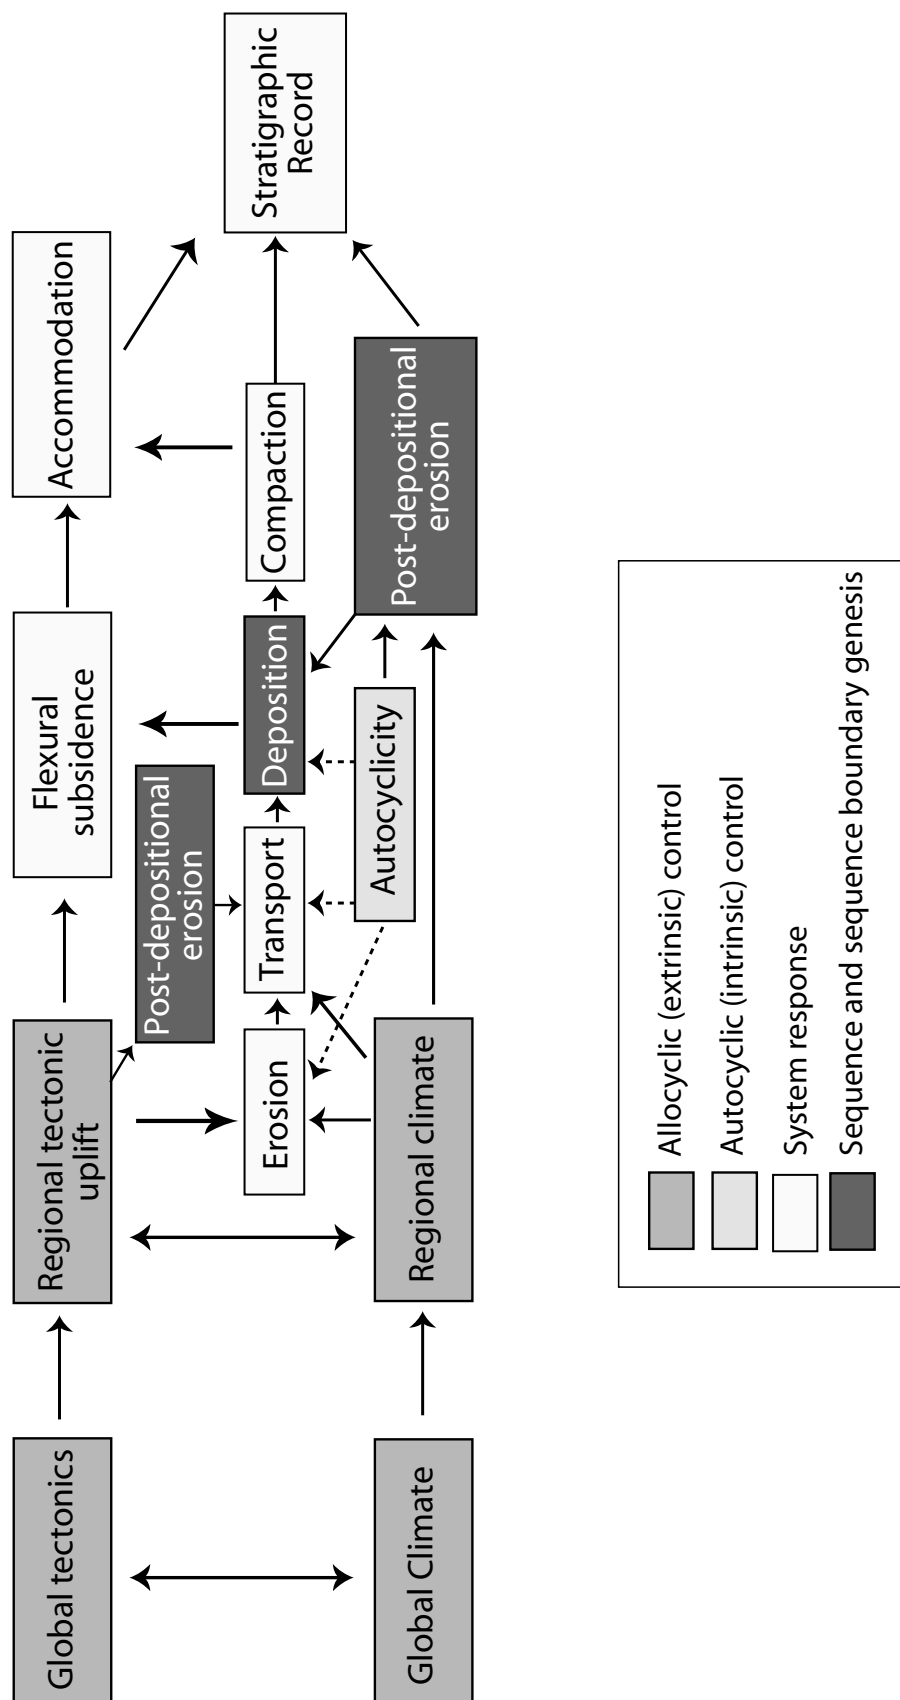 Global tectonics
Regional tectonic
uplift
Flexural
subsidence
Accommodation
Post-depositional
erosion
Erosion
Transport
Deposition
Compaction
Stratigraphic
Record
Autocyclicity
Post-depositional
erosion
Global Climate
Regional climate
Allocyclic (extrinsic) control
Autocyclic (intrinsic) control
System response
Sequence and sequence boundary genesis